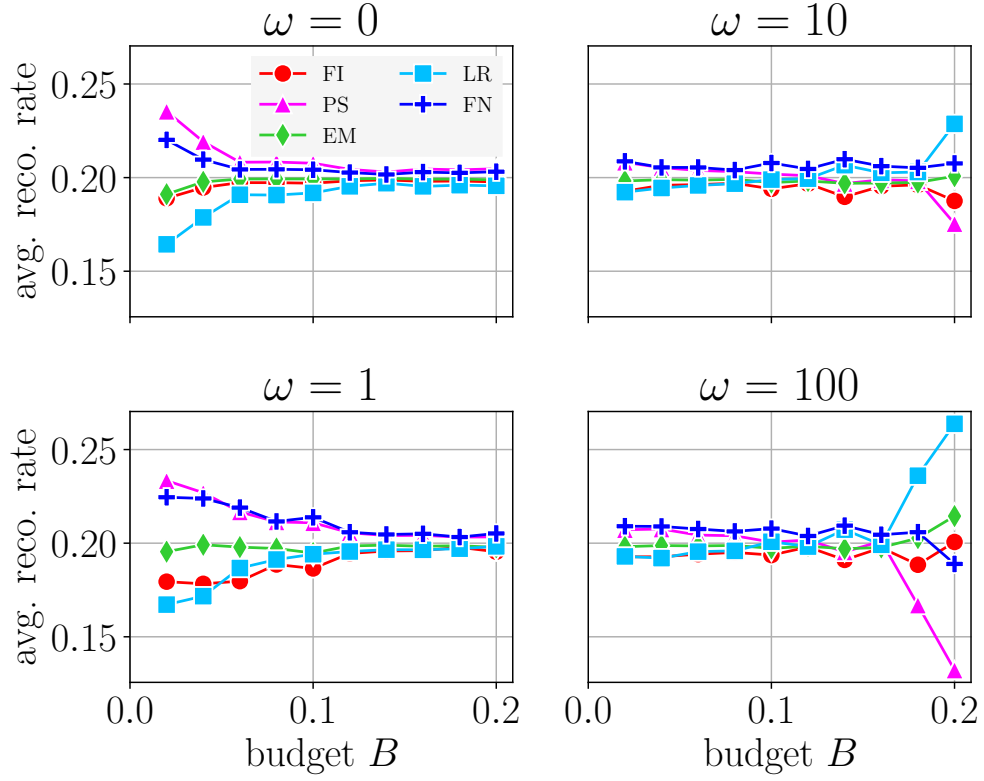 ω = 0
ω = 10
avg. reco. rate
0.25
0.20
0.15
FI
PS
EM
LR
FN
ω = 1
ω = 100
avg. reco. rate
0.25
0.20
0.15
0.0
0.1
0.2
0.0
0.1
0.2
budget B
budget B